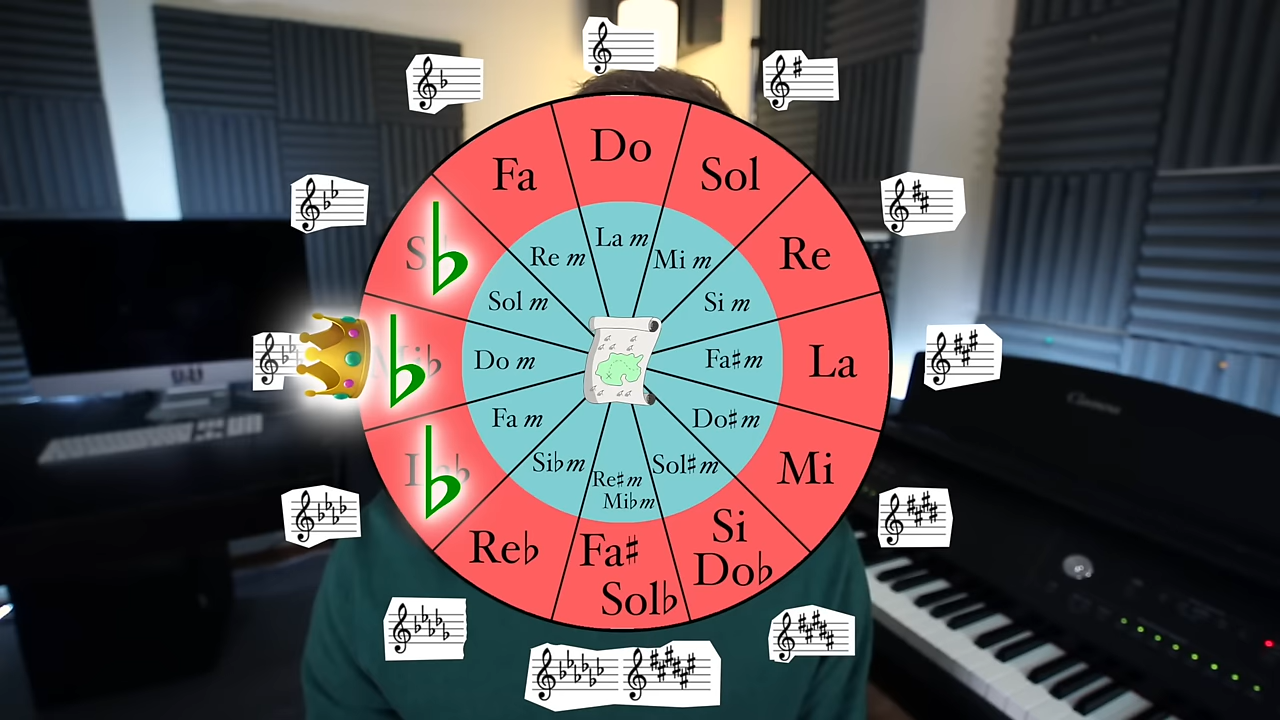 Do
Sol
Re
La
Mi
Si
Do♭
Fa♯
Sol♭
Re♭
Fa
La m
Mi m
Si m
Fa♯m
Do♯m
Sol♯m
Re♯m
Mi♭m
Si♭m
Fa m
Do m
Sol m
Re m